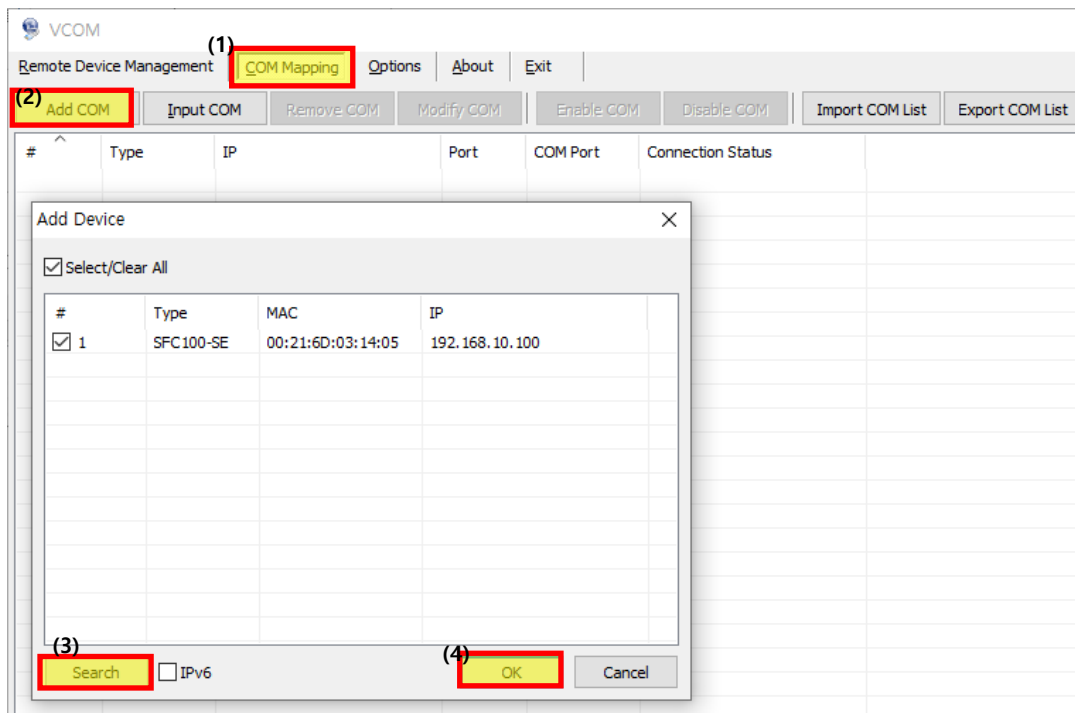 VCOM
(1)
Remote Device Management COM Mapping Options About Exit
(2)
Add COM Input COM Remove COM Modify COM Enable COM Disable COM Import COM List Export COM List
# Type IP Port COM Port Connection Status
Add Device
Select/Clear All
# Type MAC IP
1 SFC100-SE 00:21:6D:03:14:05 192.168.10.100
(3)
(4)
Search IPv6 OK Cancel